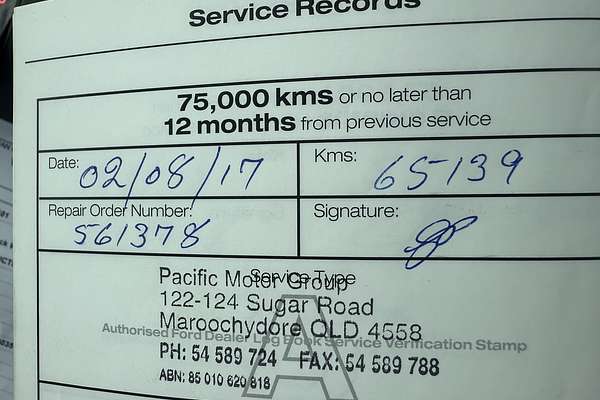 Service Records
75,000 kms or no later than
12 months from previous service
Date: 02/08/17
Kms: 65139
Repair Order Number: 561378
Signature:
Service Type
Pacific Motor Group
122-124 Sugar Road
Maroochydore QLD 4558
Authorised Ford Dealer Log Book Service Verification Stamp
PH: 54 589 724 FAX: 54 589 788
ABN: 85 010 620 818
A